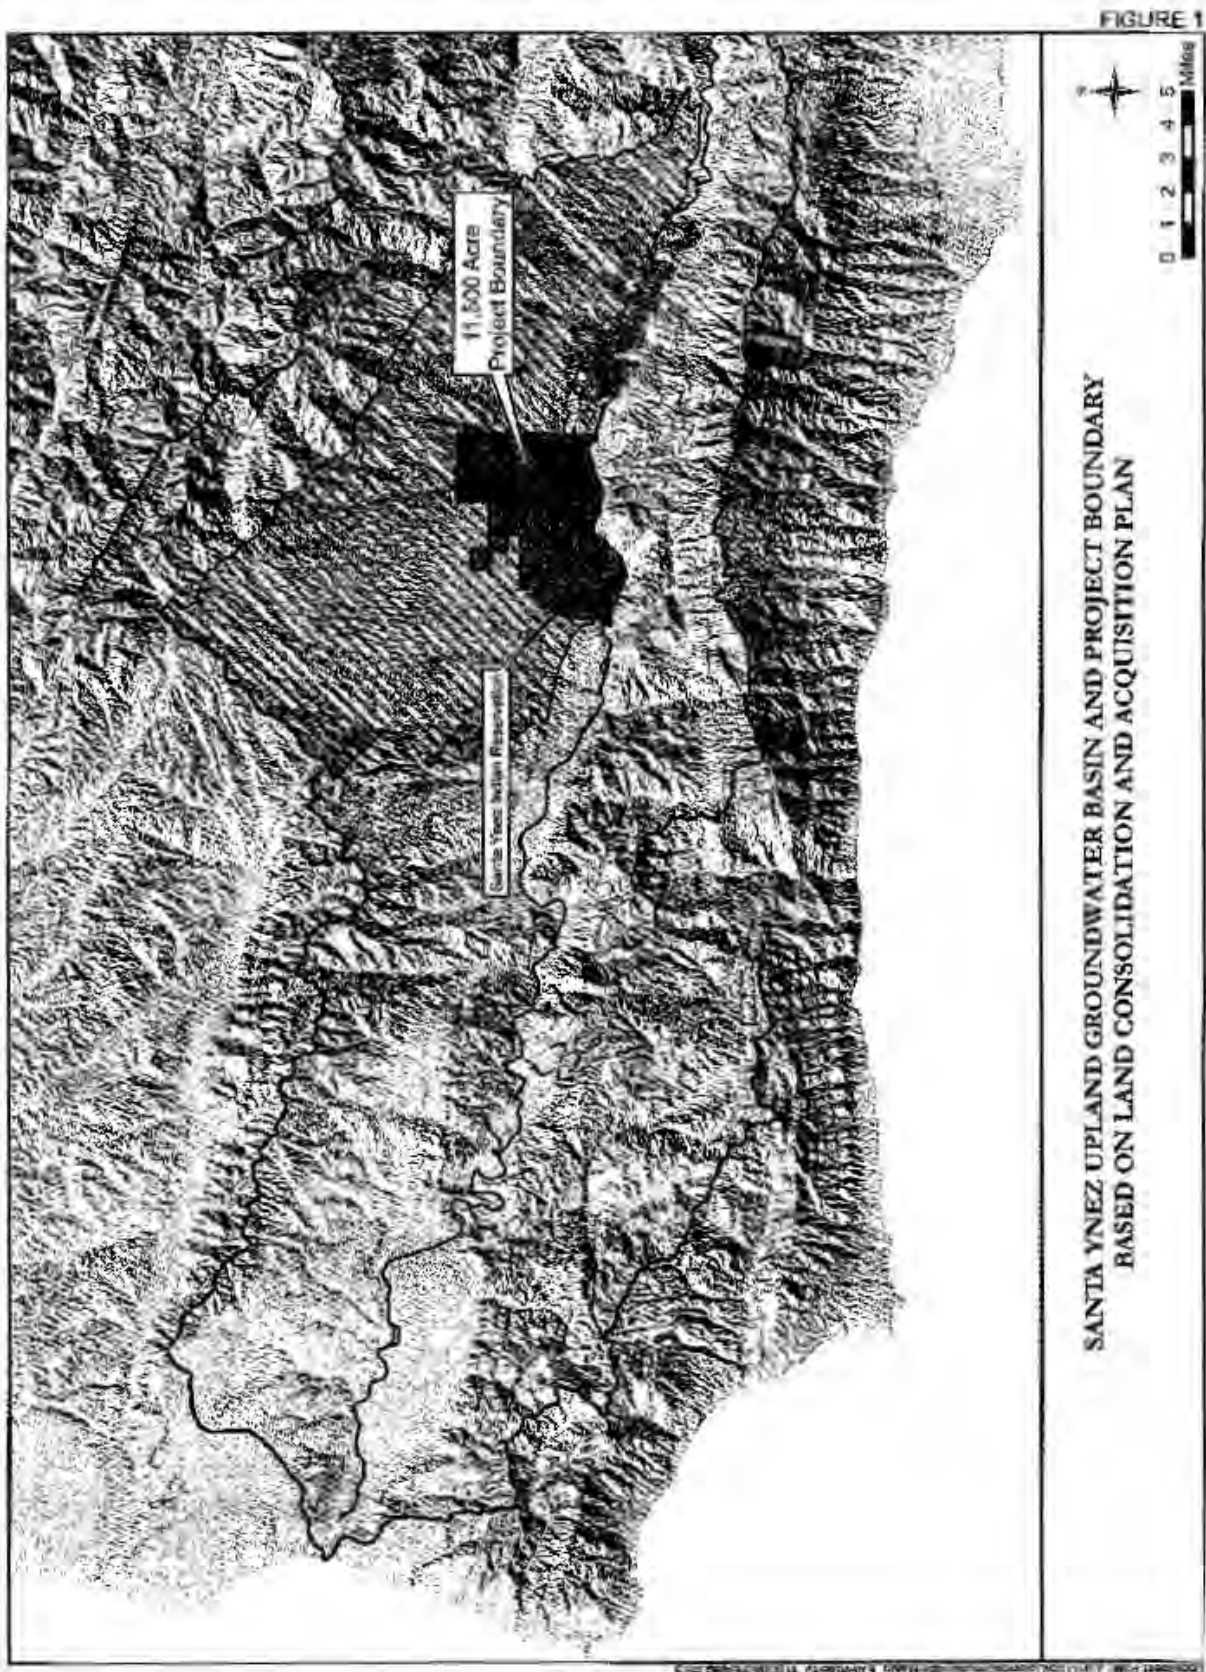 FIGURE 1
11,500 Acre
Project Boundary
Santa Ynez Indian Reservation
N
0 1 2 3 4 5
Miles
SANTA YNEZ UPLAND GROUNDWATER BASIN AND PROJECT BOUNDARY
BASED ON LAND CONSOLIDATION AND ACQUISITION PLAN